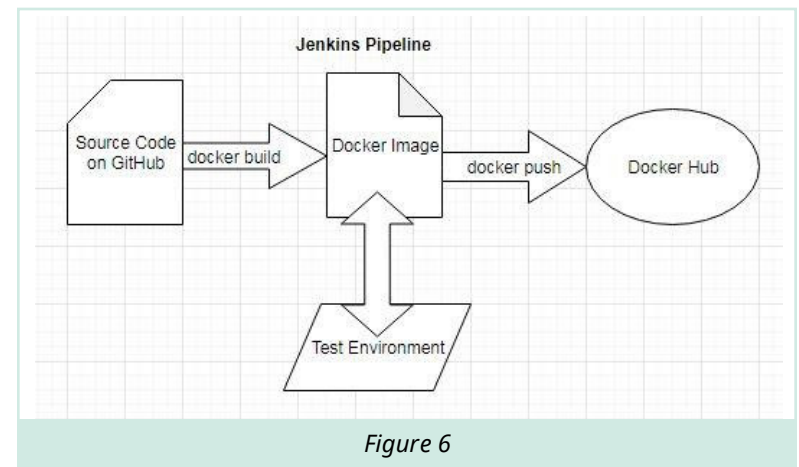 Jenkins Pipeline
Source Code
on GitHub
docker build
Docker Image
docker push
Docker Hub
Test Environment
Figure 6